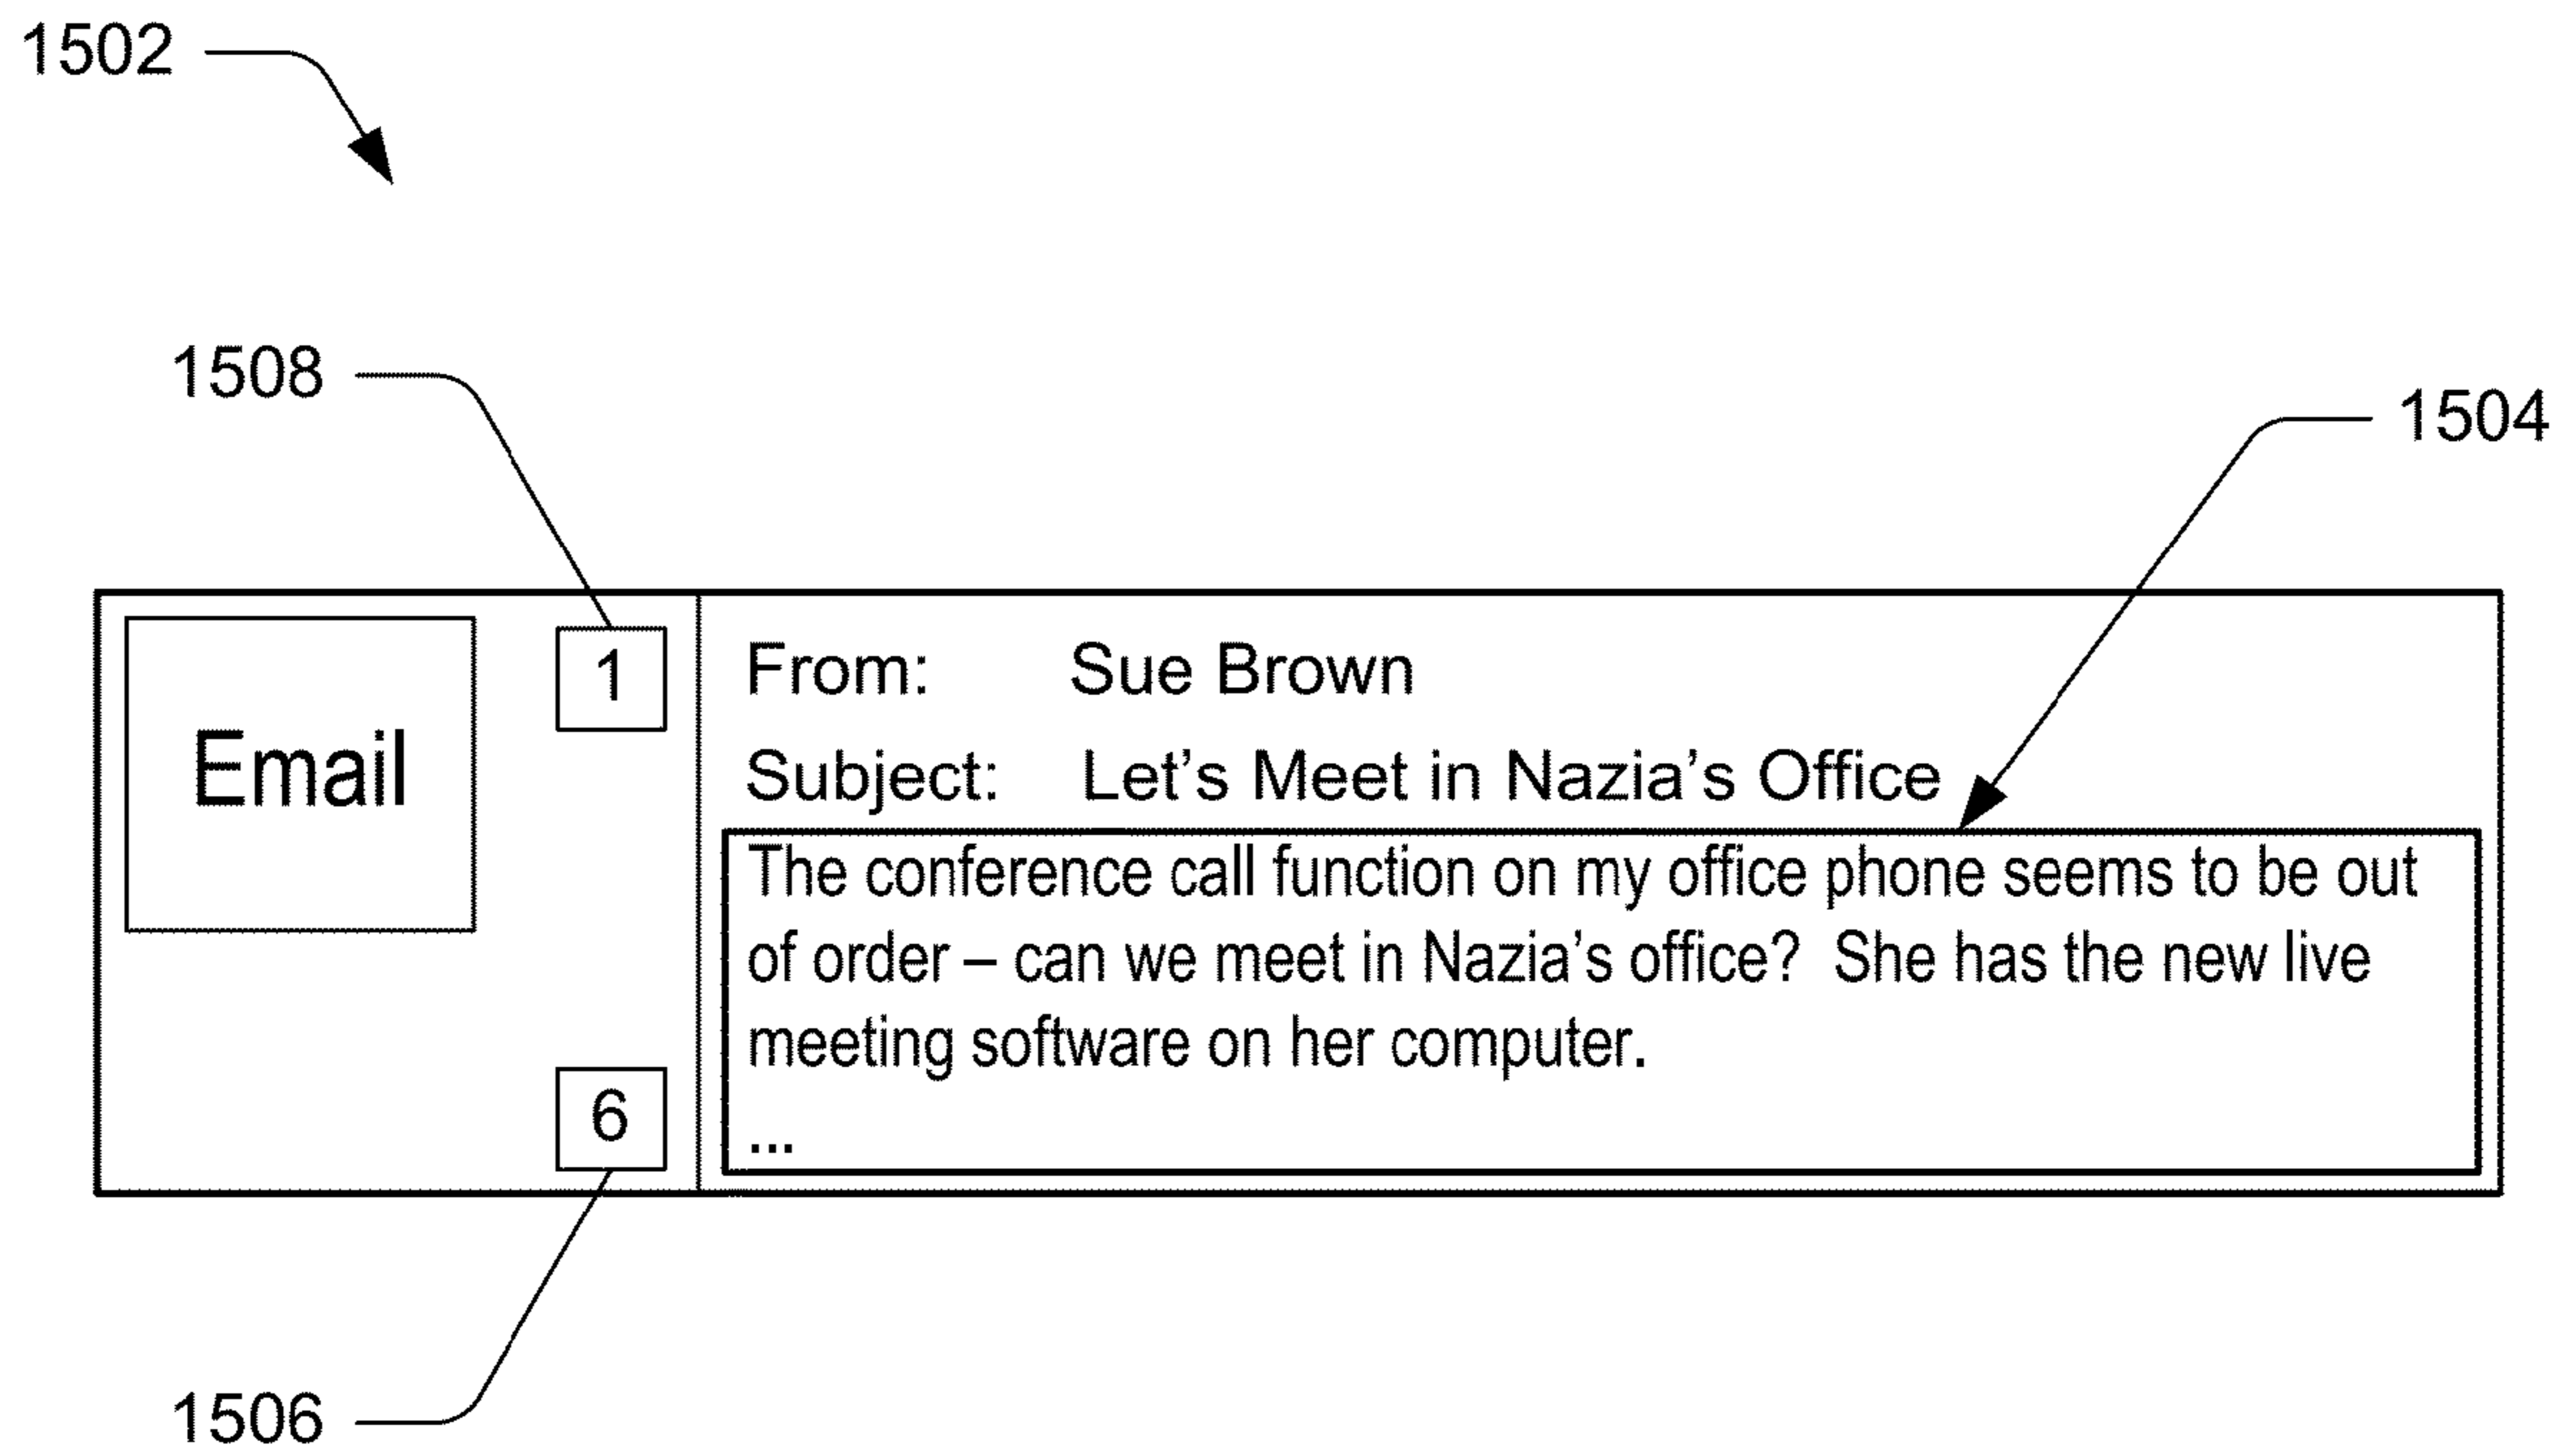 1502
1508
1504
1
From: Sue Brown
Email
Subject: Let's Meet in Nazia's Office
The conference call function on my office phone seems to be out
of order – can we meet in Nazia's office?  She has the new live
meeting software on her computer.
6
...
1506